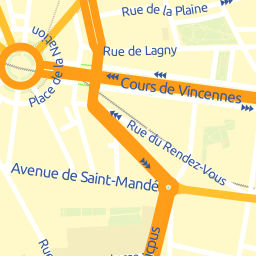 Rue de la Plaine
Rue de Lagny
Place de la Nation
Cours de Vincennes
Rue du Rendez-Vous
Avenue de Saint-Mandé
Rue